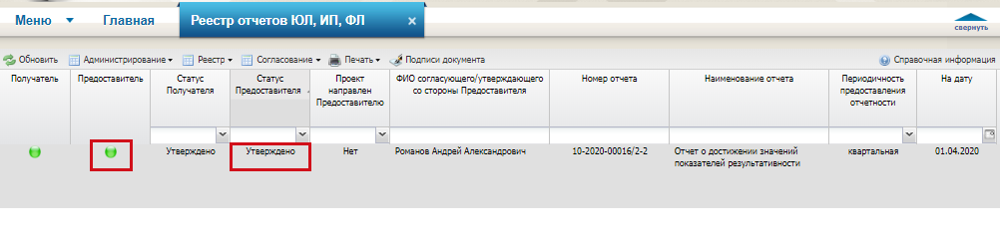 Меню Главная Реестр отчетов ЮЛ, ИП, ФЛ ×
свернуть
Обновить Администрирование Реестр Согласование Печать Подписи документа Справочная информация
Получатель Предоставитель Статус Получателя Статус Предоставителя Проект направлен Предоставителю ФИО согласующего/утверждающего со стороны Предоставителя Номер отчета Наименование отчета Периодичность предоставления отчетности На дату
Утверждено Утверждено Нет Романов Андрей Александрович 10-2020-00016/2-2 Отчет о достижении значений показателей результативности квартальная 01.04.2020